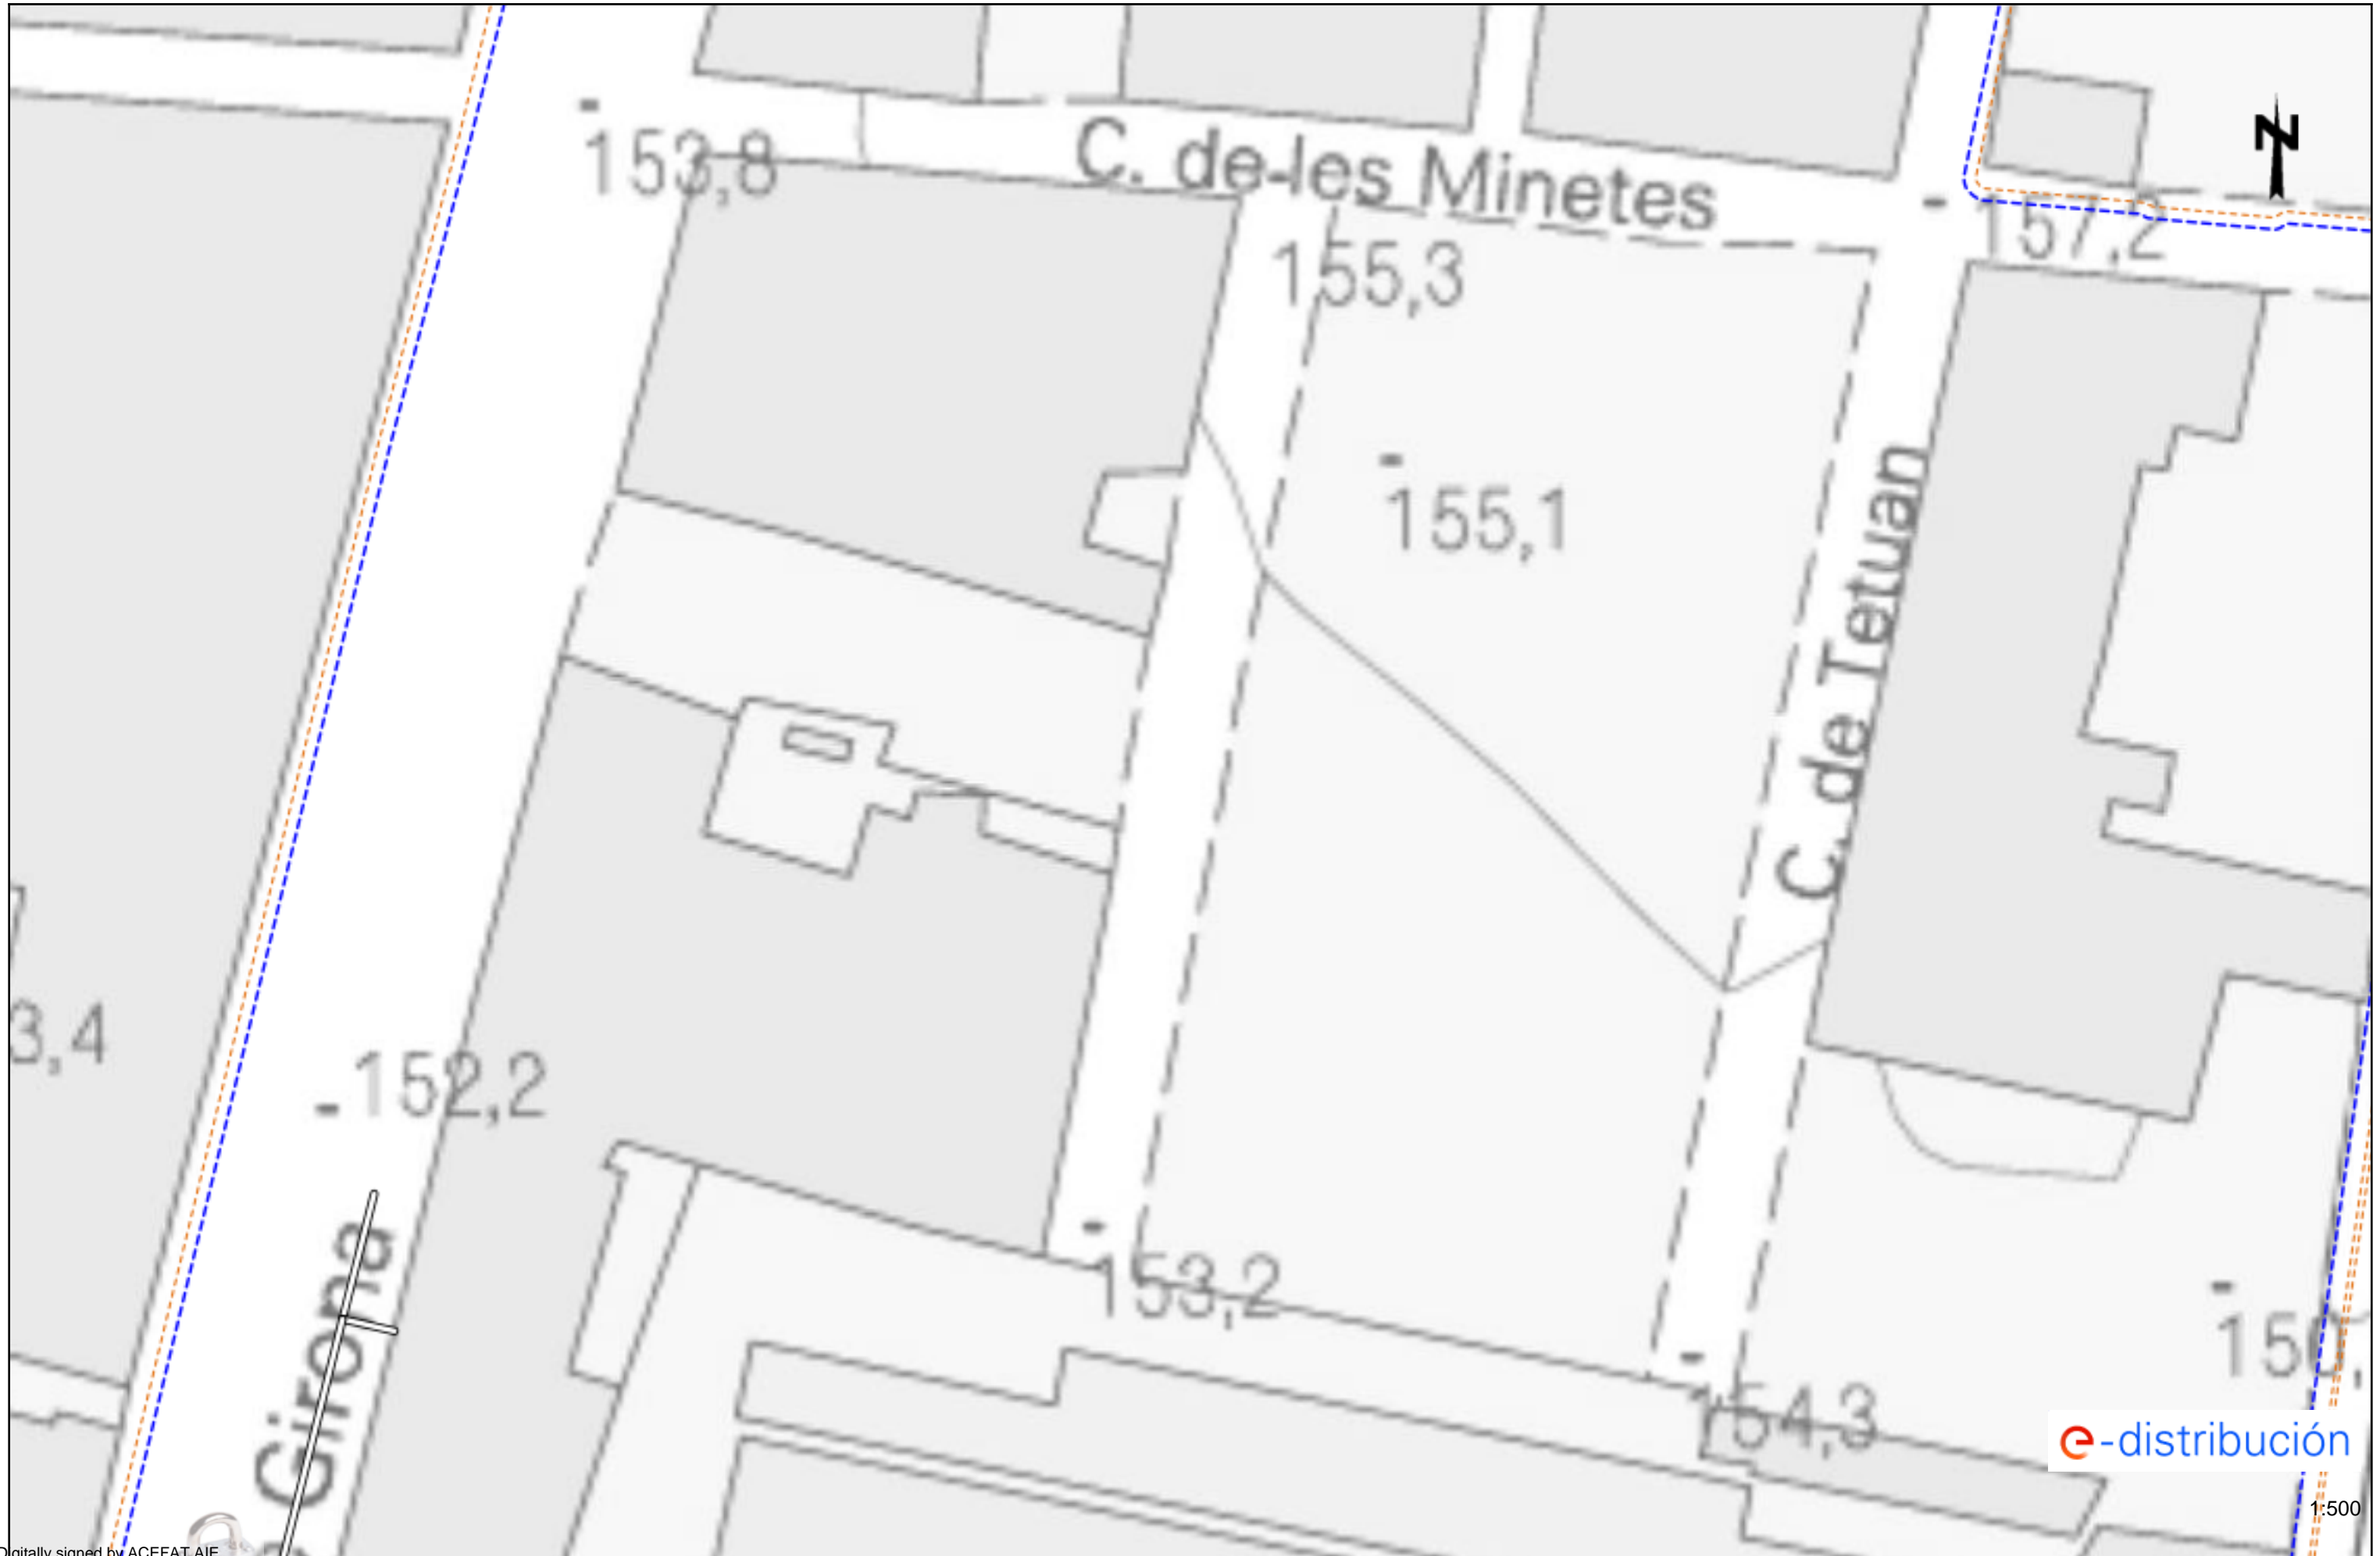 153,8
C. de les Minetes
N
157,2
155,3
155,1
C. de Tetuan
3,4
152,2
153,2
Girona
154,3
e-distribución
1:500
Digitally signed by ACEFAT AIE